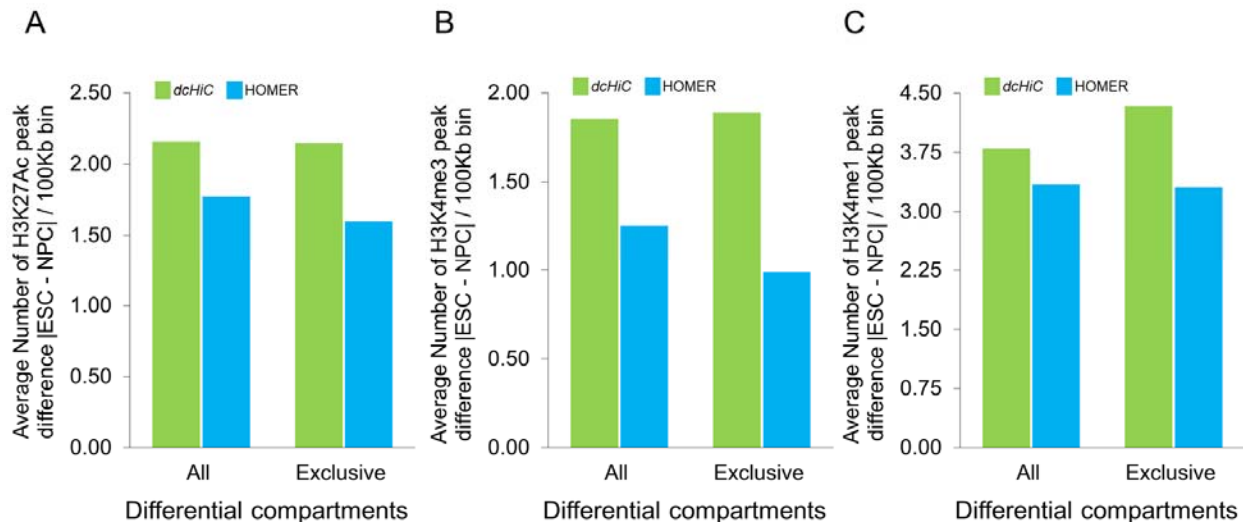 A
Average Number of H3K27Ac peak
difference |ESC - NPC| / 100Kb bin
dcHiC HOMER
2.50
2.00
1.50
1.00
0.50
0.00
All Exclusive
Differential compartments
B
Average Number of H3K4me3 peak
difference |ESC - NPC| / 100Kb bin
dcHiC HOMER
2.00
1.50
1.00
0.50
0.00
All Exclusive
Differential compartments
C
Average Number of H3K4me1 peak
difference |ESC - NPC| / 100Kb bin
dcHiC HOMER
4.50
3.75
3.00
2.25
1.50
0.75
0.00
All Exclusive
Differential compartments